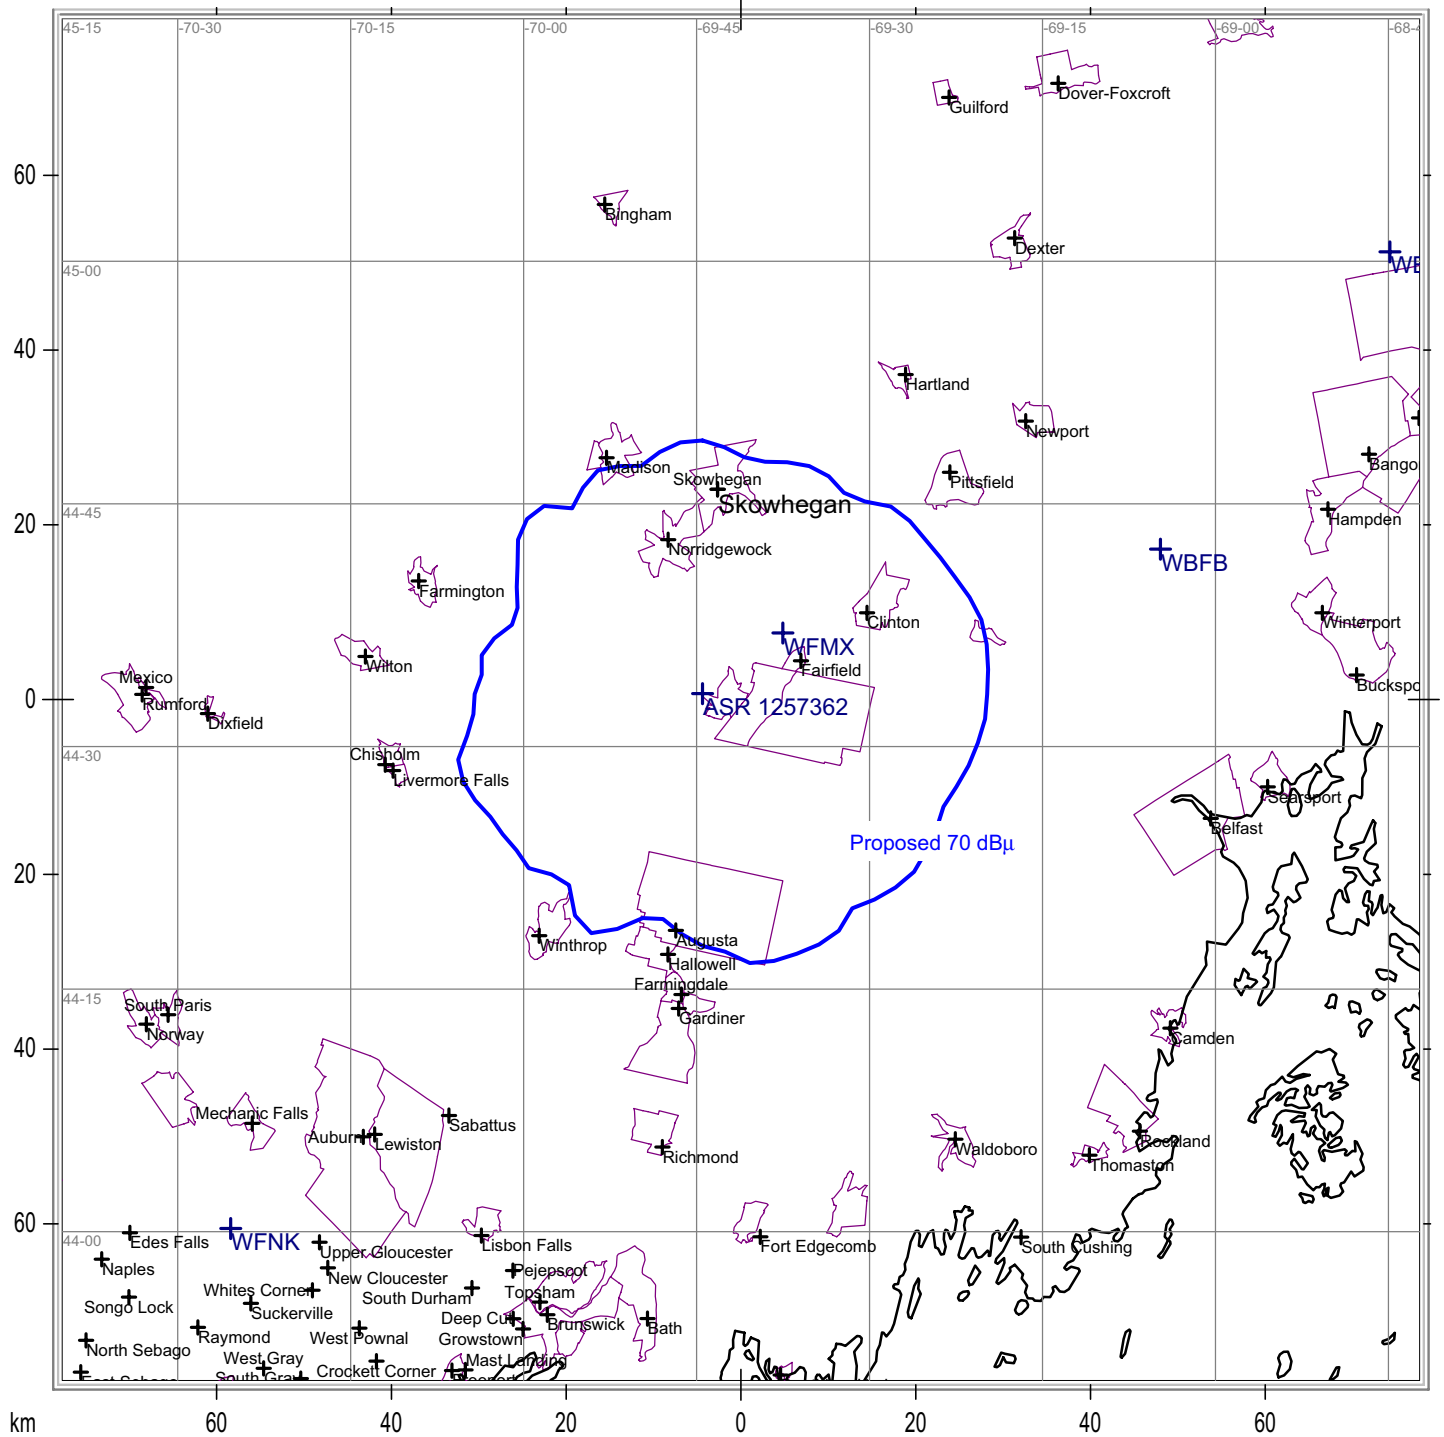 45-15
-70-30
-70-15
-70-00
-69-45
-69-30
-69-15
-69-00
Guilford
Dover-Foxcroft
60
Bingham
Dexter
45-00
40
Hartland
Newport
Pittsfield
Madison
Skowhegan
Skowhegan
Hampden
44-45
20
Norridgewock
WBFB
Farmington
Clinton
Winterport
WFMX
Fairfield
Wilton
Mexico
Rumford
Dixfield
0
ASR 1257362
44-30
Chisholm
Livermore Falls
Searsport
Belfast
Proposed 70 dBμ
20
Winthrop
Augusta
Hallowell
Farmingdale
Gardiner
44-15
South Paris
Norway
Camden
40
Mechanic Falls
Auburn
Lewiston
Sabattus
Richmond
Waldoboro
Rockland
Thomaston
60
44-00
Edes Falls
WFNK
Upper Gloucester
Lisbon Falls
Fort Edgecomb
South Cushing
Naples
New Cloucester
Pejepscot
Whites Corner
South Durham
Topsham
Songo Lock
Suckerville
Deep Cut
Brunswick
Bath
Raymond
West Pownal
Growstown
North Sebago
West Gray
Crockett Corner
Mast Landing
South Gray
km
60
40
20
0
20
40
60